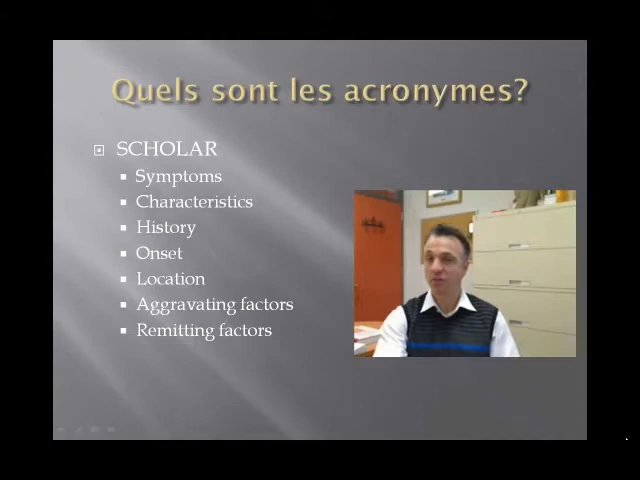 Quels sont les acronymes?
SCHOLAR
Symptoms
Characteristics
History
Onset
Location
Aggravating factors
Remitting factors